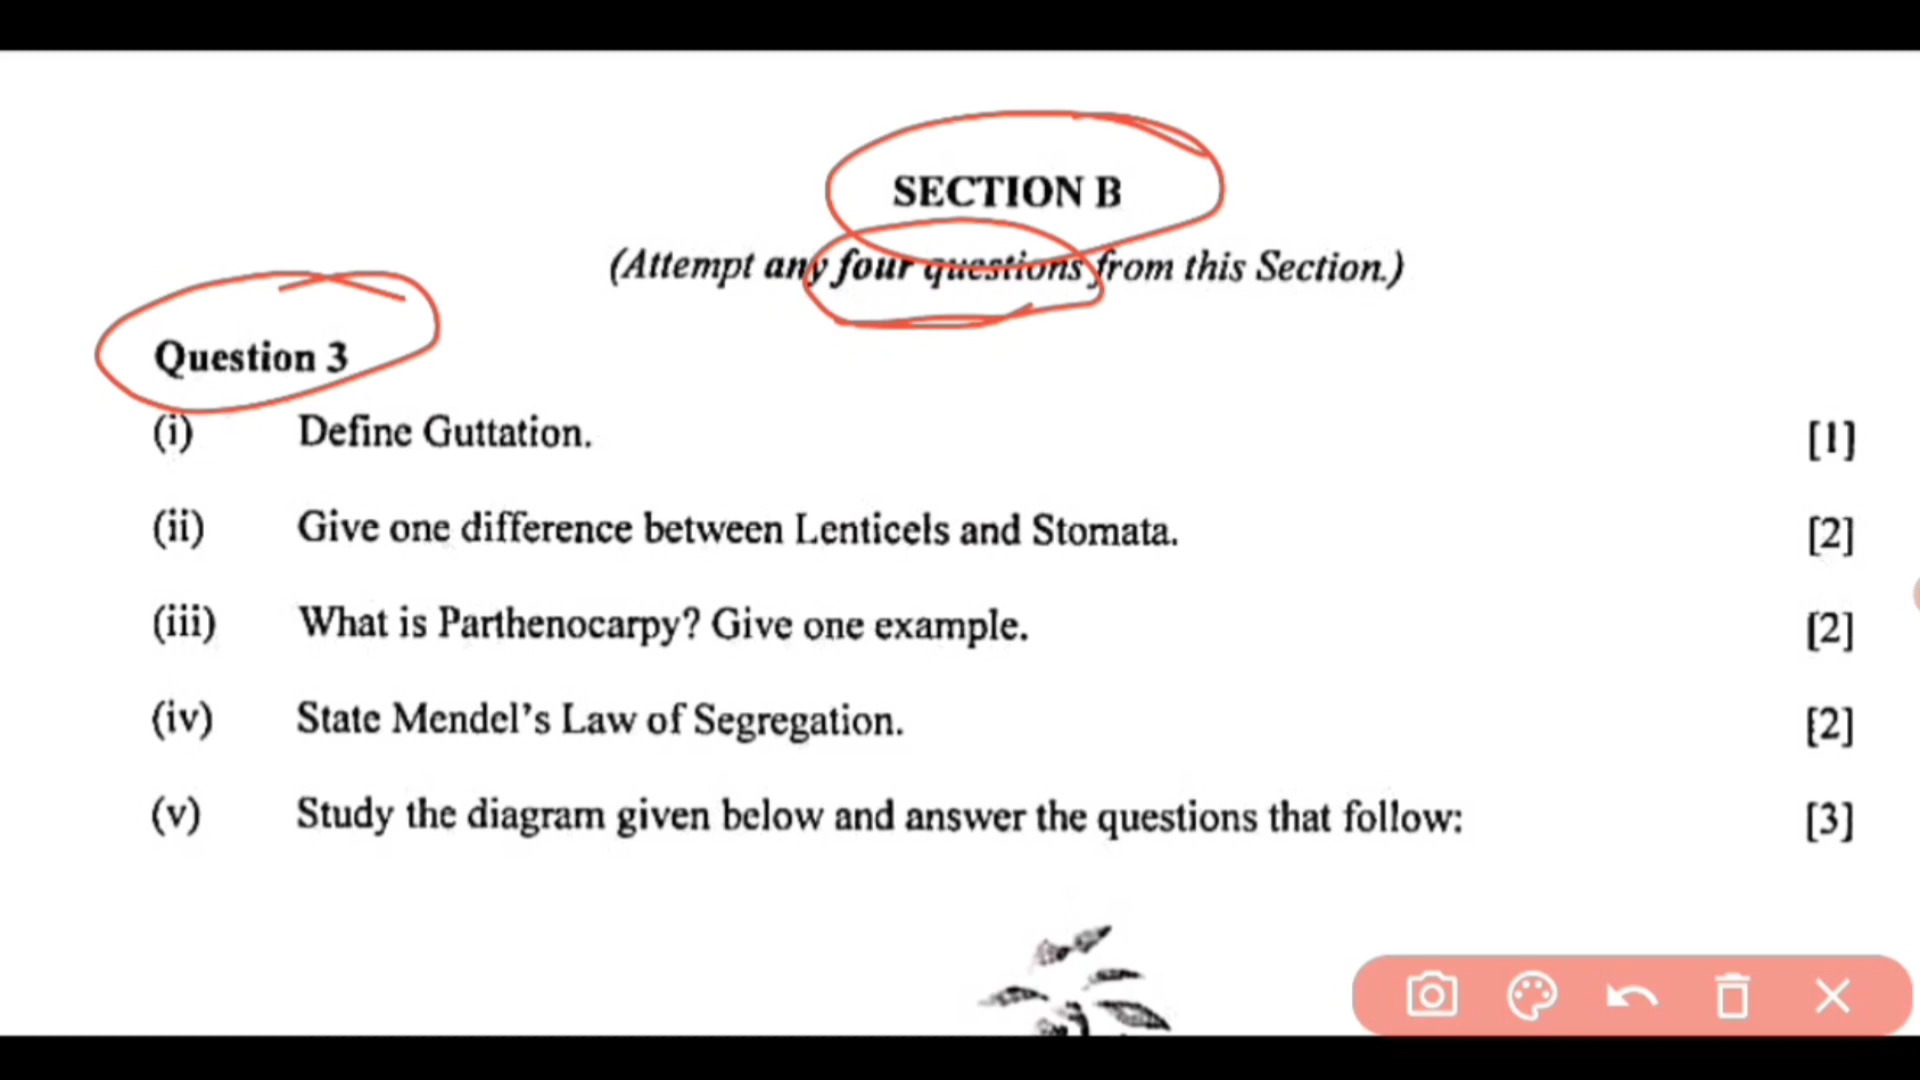 SECTION B
(Attempt any four questions from this Section.)
Question 3
(i) Define Guttation. [1]
(ii) Give one difference between Lenticels and Stomata. [2]
(iii) What is Parthenocarpy? Give one example. [2]
(iv) State Mendel's Law of Segregation. [2]
(v) Study the diagram given below and answer the questions that follow: [3]